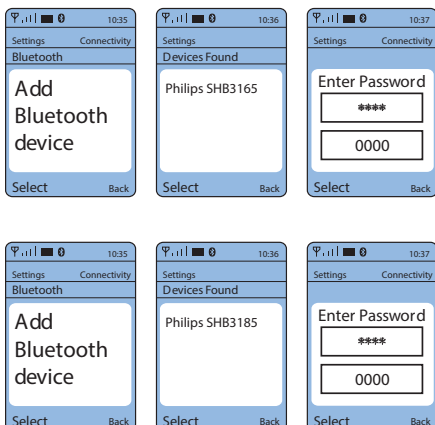 10:35
Settings Connectivity
Bluetooth
Add
Bluetooth
device
Select Back
10:36
Settings
Devices Found
Philips SHB3165
Select Back
10:37
Settings Connectivity
Enter Password
****
0000
Select Back
10:35
Settings Connectivity
Bluetooth
Add
Bluetooth
device
Select Back
10:36
Settings
Devices Found
Philips SHB3185
Select Back
10:37
Settings Connectivity
Enter Password
****
0000
Select Back